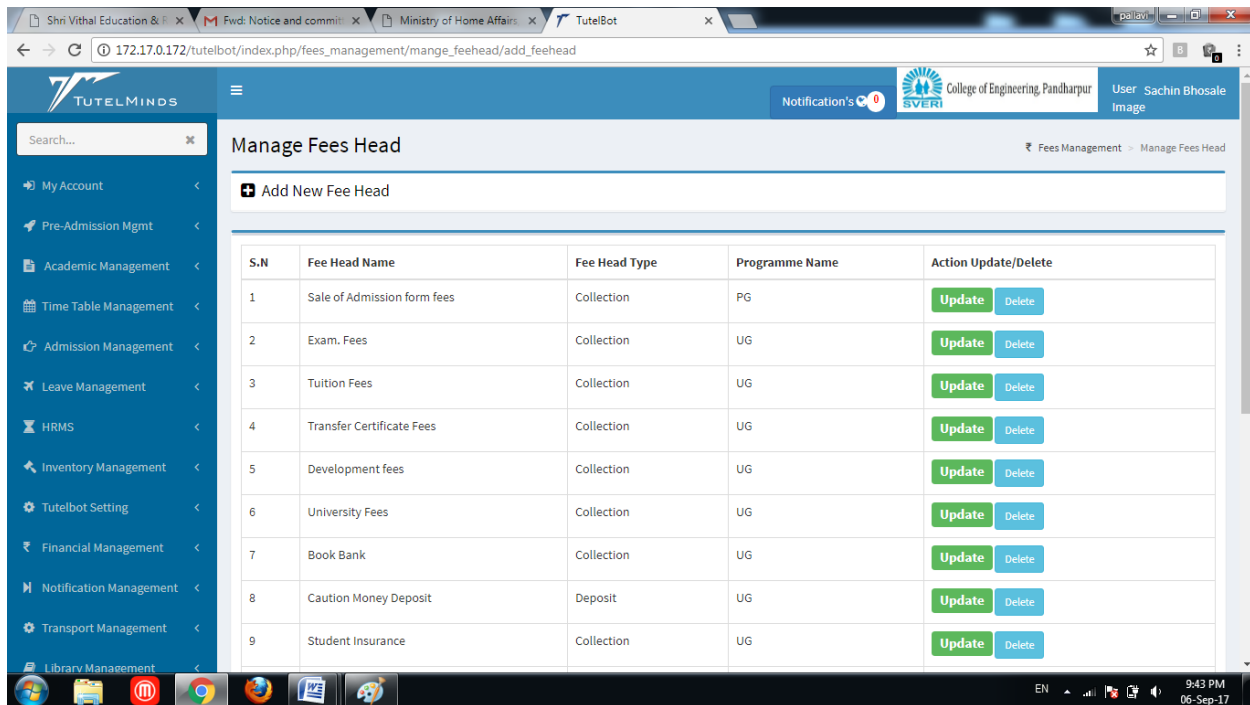 Shri Vithal Education & R
Fwd: Notice and committ
Ministry of Home Affairs
TutelBot
pallavi
172.17.0.172/tutelbot/index.php/fees_management/mange_feehead/add_feehead
TUTELMINDS
Notification's 0
SVERI
College of Engineering, Pandharpur
User Image
Sachin Bhosale
Search...
Manage Fees Head
₹ Fees Management > Manage Fees Head
My Account
Pre-Admission Mgmt
Academic Management
Time Table Management
Admission Management
Leave Management
HRMS
Inventory Management
Tutelbot Setting
₹ Financial Management
Notification Management
Transport Management
Library Management
Add New Fee Head
S.N Fee Head Name Fee Head Type Programme Name Action Update/Delete
1 Sale of Admission form fees Collection PG Update Delete
2 Exam. Fees Collection UG Update Delete
3 Tuition Fees Collection UG Update Delete
4 Transfer Certificate Fees Collection UG Update Delete
5 Development fees Collection UG Update Delete
6 University Fees Collection UG Update Delete
7 Book Bank Collection UG Update Delete
8 Caution Money Deposit Deposit UG Update Delete
9 Student Insurance Collection UG Update Delete
EN
9:43 PM
06-Sep-17